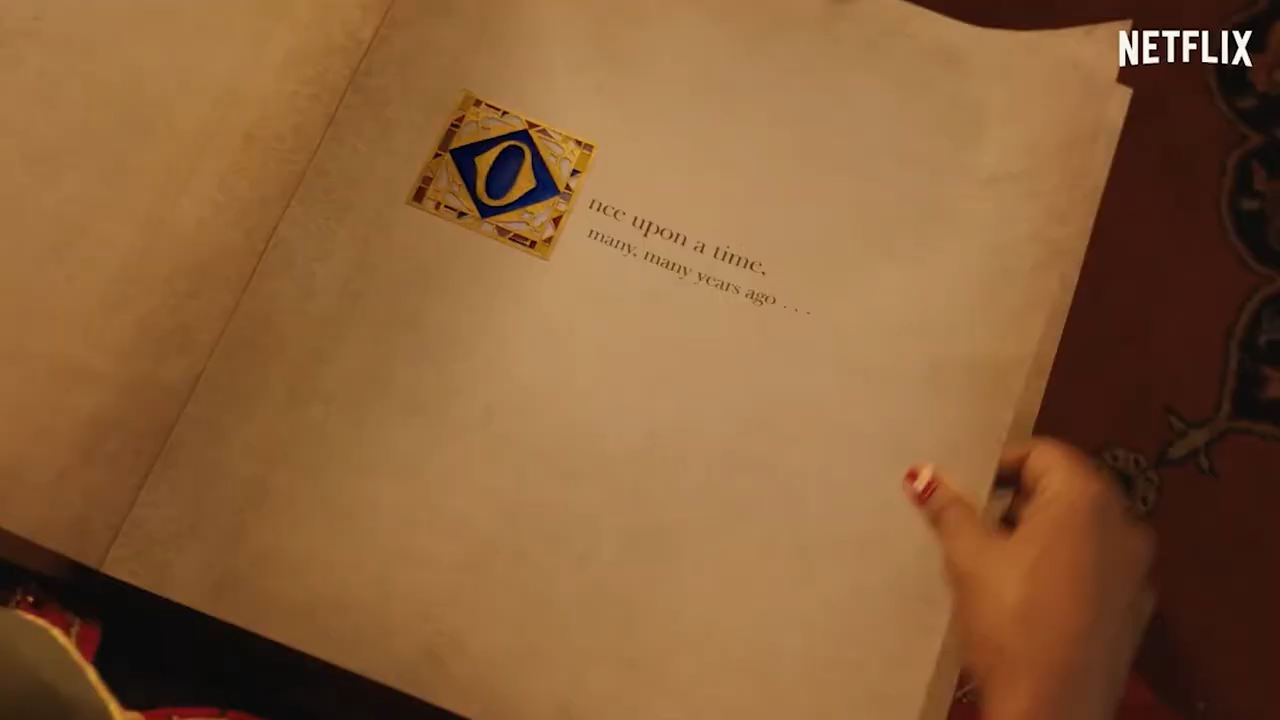 NETFLIX
Once upon a time,
many, many years ago . . .